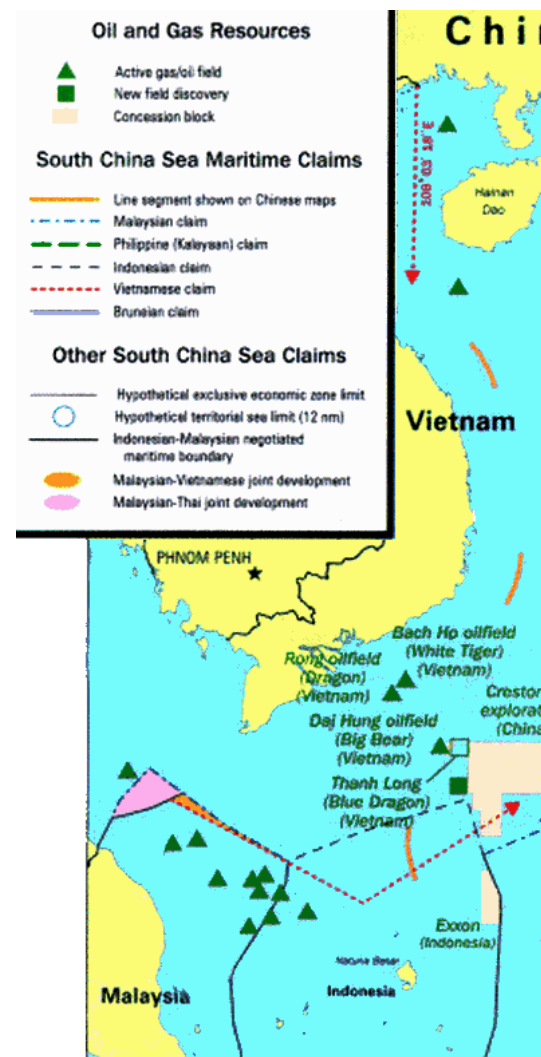 Oil and Gas Resources
Active gas/oil field
New field discovery
Concession block
South China Sea Maritime Claims
Line segment shown on Chinese maps
Malaysian claim
Philippine (Kalayaan) claim
Indonesian claim
Vietnamese claim
Bruneian claim
Other South China Sea Claims
Hypothetical exclusive economic zone limit
Hypothetical territorial sea limit (12 nm)
Indonesian-Malaysian negotiated
maritime boundary
Malaysian-Vietnamese joint development
Malaysian-Thai joint development
Chin
108° 03' 18" E
Hainan
Dao
Vietnam
PHNOM PENH
Bach Ho oilfield
(White Tiger)
(Vietnam)
Rong oilfield
(Dragon)
(Vietnam)
Creston
explorat
(China
Dai Hung oilfield
(Big Bear)
(Vietnam)
Thanh Long
(Blue Dragon)
(Vietnam)
Exxon
(Indonesia)
Natuna Besar
Malaysia
Indonesia